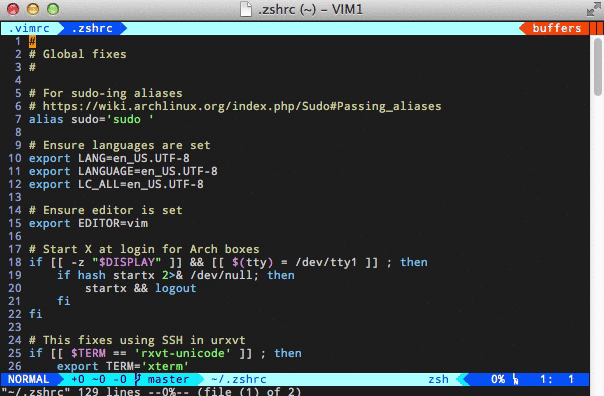 .zshrc (~) – VIM1
.vimrc .zshrc buffers
1 #
2 # Global fixes
3 #
4
5 # For sudo-ing aliases
6 # https://wiki.archlinux.org/index.php/Sudo#Passing_aliases
7 alias sudo='sudo '
8
9 # Ensure languages are set
10 export LANG=en_US.UTF-8
11 export LANGUAGE=en_US.UTF-8
12 export LC_ALL=en_US.UTF-8
13
14 # Ensure editor is set
15 export EDITOR=vim
16
17 # Start X at login for Arch boxes
18 if [[ -z "$DISPLAY" ]] && [[ $(tty) = /dev/tty1 ]] ; then
19     if hash startx 2>& /dev/null; then
20         startx && logout
21     fi
22 fi
23
24 # This fixes using SSH in urxvt
25 if [[ $TERM == 'rxvt-unicode' ]] ; then
26     export TERM='xterm'
NORMAL +0 ~0 -0 master ~/.zshrc zsh 0% 1: 1
"~/.zshrc" 129 lines --0%-- (file (1) of 2)